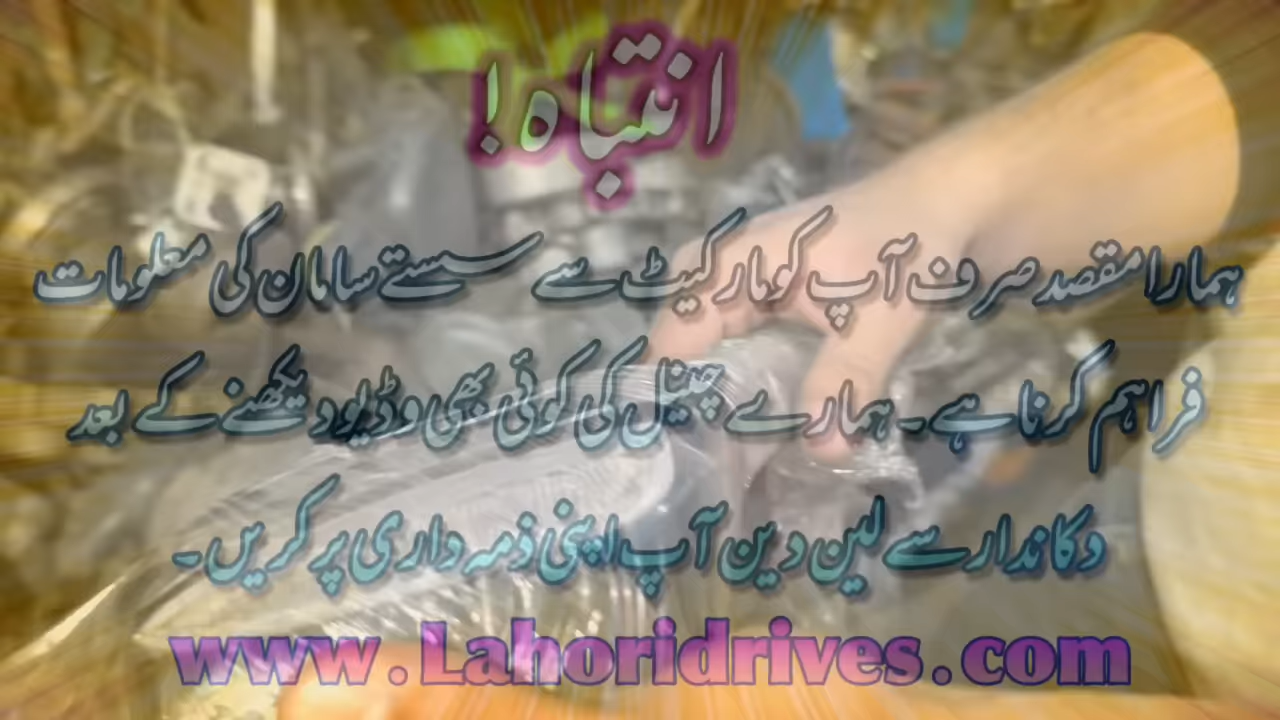 انتباہ!
ہمارا مقصد صرف آپ کو مارکیٹ سے سستے سامان کی معلومات
فراہم کرنا ہے۔ ہمارے چینل کی کوئی بھی وڈیو دیکھنے کے بعد
دکاندار سے لین دین آپ اپنی ذمہ داری پر کریں۔
www.Lahoridrives.com